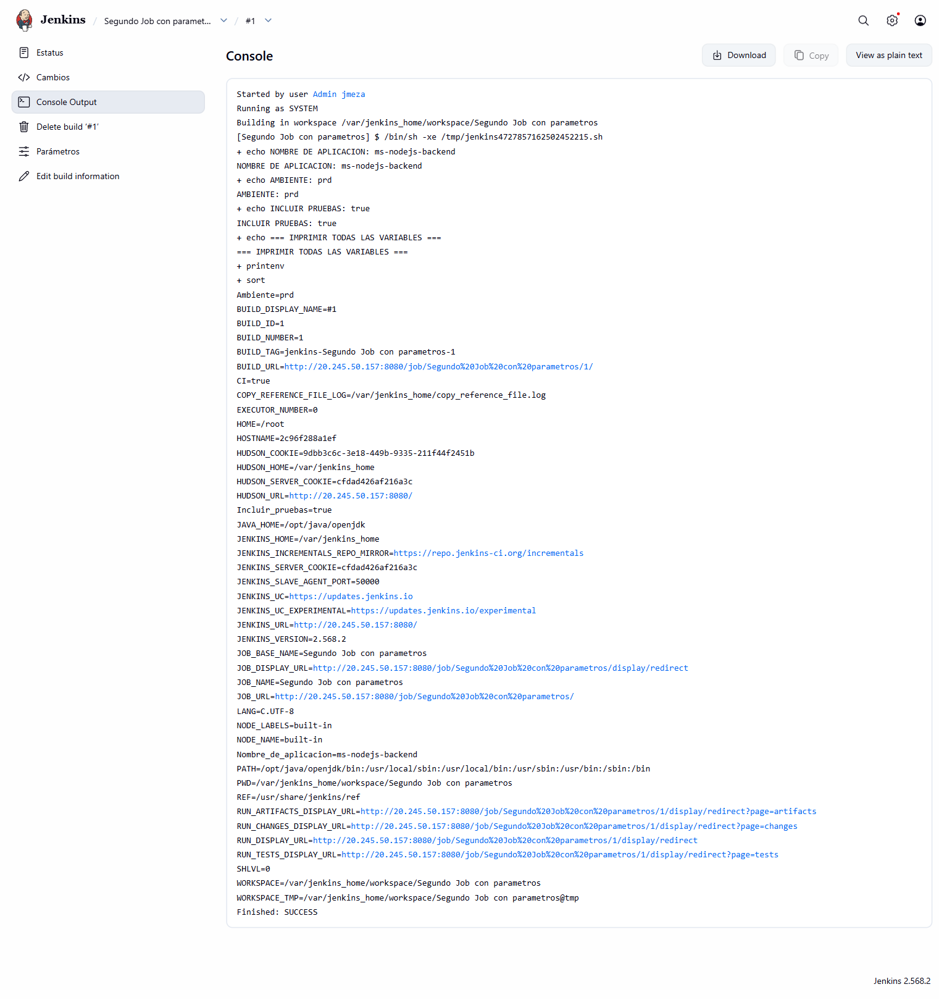 Jenkins / Segundo Job con paramet... / #1
Estatus
Cambios
Console Output
Delete build ‘#1’
Parámetros
Edit build information
Console
Download
Copy
View as plain text
Started by user Admin jmeza
Running as SYSTEM
Building in workspace /var/jenkins_home/workspace/Segundo Job con parametros
[Segundo Job con parametros] $ /bin/sh -xe /tmp/jenkins4727857162502452215.sh
+ echo NOMBRE DE APLICACION: ms-nodejs-backend
NOMBRE DE APLICACION: ms-nodejs-backend
+ echo AMBIENTE: prd
AMBIENTE: prd
+ echo INCLUIR PRUEBAS: true
INCLUIR PRUEBAS: true
+ echo === IMPRIMIR TODAS LAS VARIABLES ===
=== IMPRIMIR TODAS LAS VARIABLES ===
+ printenv
+ sort
Ambiente=prd
BUILD_DISPLAY_NAME=#1
BUILD_ID=1
BUILD_NUMBER=1
BUILD_TAG=jenkins-Segundo Job con parametros-1
BUILD_URL=http://20.245.50.157:8080/job/Segundo%20Job%20con%20parametros/1/
CI=true
COPY_REFERENCE_FILE_LOG=/var/jenkins_home/copy_reference_file.log
EXECUTOR_NUMBER=0
HOME=/root
HOSTNAME=2c96f288a1ef
HUDSON_COOKIE=9dbb3c6c-3e18-449b-9335-211f44f2451b
HUDSON_HOME=/var/jenkins_home
HUDSON_SERVER_COOKIE=cfdad426af216a3c
HUDSON_URL=http://20.245.50.157:8080/
Incluir_pruebas=true
JAVA_HOME=/opt/java/openjdk
JENKINS_HOME=/var/jenkins_home
JENKINS_INCREMENTALS_REPO_MIRROR=https://repo.jenkins-ci.org/incrementals
JENKINS_SERVER_COOKIE=cfdad426af216a3c
JENKINS_SLAVE_AGENT_PORT=50000
JENKINS_UC=https://updates.jenkins.io
JENKINS_UC_EXPERIMENTAL=https://updates.jenkins.io/experimental
JENKINS_URL=http://20.245.50.157:8080/
JENKINS_VERSION=2.568.2
JOB_BASE_NAME=Segundo Job con parametros
JOB_DISPLAY_URL=http://20.245.50.157:8080/job/Segundo%20Job%20con%20parametros/display/redirect
JOB_NAME=Segundo Job con parametros
JOB_URL=http://20.245.50.157:8080/job/Segundo%20Job%20con%20parametros/
LANG=C.UTF-8
NODE_LABELS=built-in
NODE_NAME=built-in
Nombre_de_aplicacion=ms-nodejs-backend
PATH=/opt/java/openjdk/bin:/usr/local/sbin:/usr/local/bin:/usr/sbin:/usr/bin:/sbin:/bin
PWD=/var/jenkins_home/workspace/Segundo Job con parametros
REF=/usr/share/jenkins/ref
RUN_ARTIFACTS_DISPLAY_URL=http://20.245.50.157:8080/job/Segundo%20Job%20con%20parametros/1/display/redirect?page=artifacts
RUN_CHANGES_DISPLAY_URL=http://20.245.50.157:8080/job/Segundo%20Job%20con%20parametros/1/display/redirect?page=changes
RUN_DISPLAY_URL=http://20.245.50.157:8080/job/Segundo%20Job%20con%20parametros/1/display/redirect
RUN_TESTS_DISPLAY_URL=http://20.245.50.157:8080/job/Segundo%20Job%20con%20parametros/1/display/redirect?page=tests
SHLVL=0
WORKSPACE=/var/jenkins_home/workspace/Segundo Job con parametros
WORKSPACE_TMP=/var/jenkins_home/workspace/Segundo Job con parametros@tmp
Finished: SUCCESS
Jenkins 2.568.2